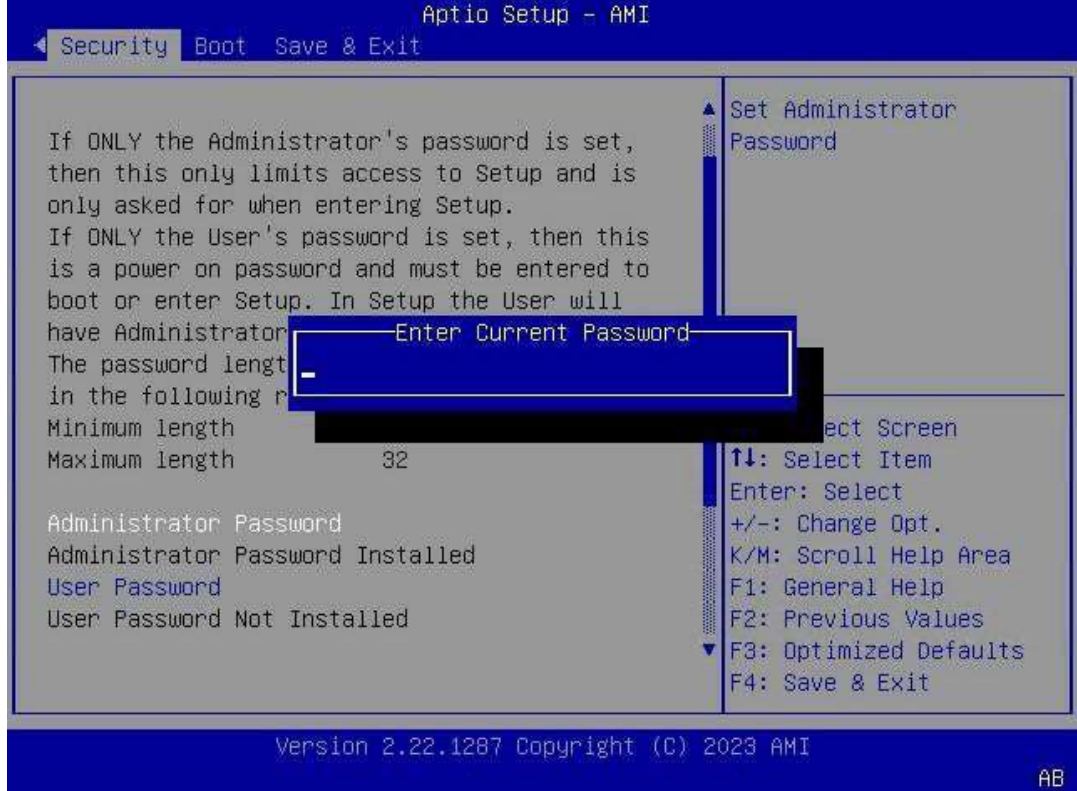 Aptio Setup – AMI
Security Boot Save & Exit
If ONLY the Administrator's password is set,
then this only limits access to Setup and is
only asked for when entering Setup.
If ONLY the User's password is set, then this
is a power on password and must be entered to
boot or enter Setup. In Setup the User will
have Administrator
The password lengt
in the following r
Minimum length
Maximum length 32
Administrator Password
Administrator Password Installed
User Password
User Password Not Installed
Enter Current Password
Set Administrator
Password
ect Screen
↑↓: Select Item
Enter: Select
+/-: Change Opt.
K/M: Scroll Help Area
F1: General Help
F2: Previous Values
F3: Optimized Defaults
F4: Save & Exit
Version 2.22.1287 Copyright (C) 2023 AMI
AB